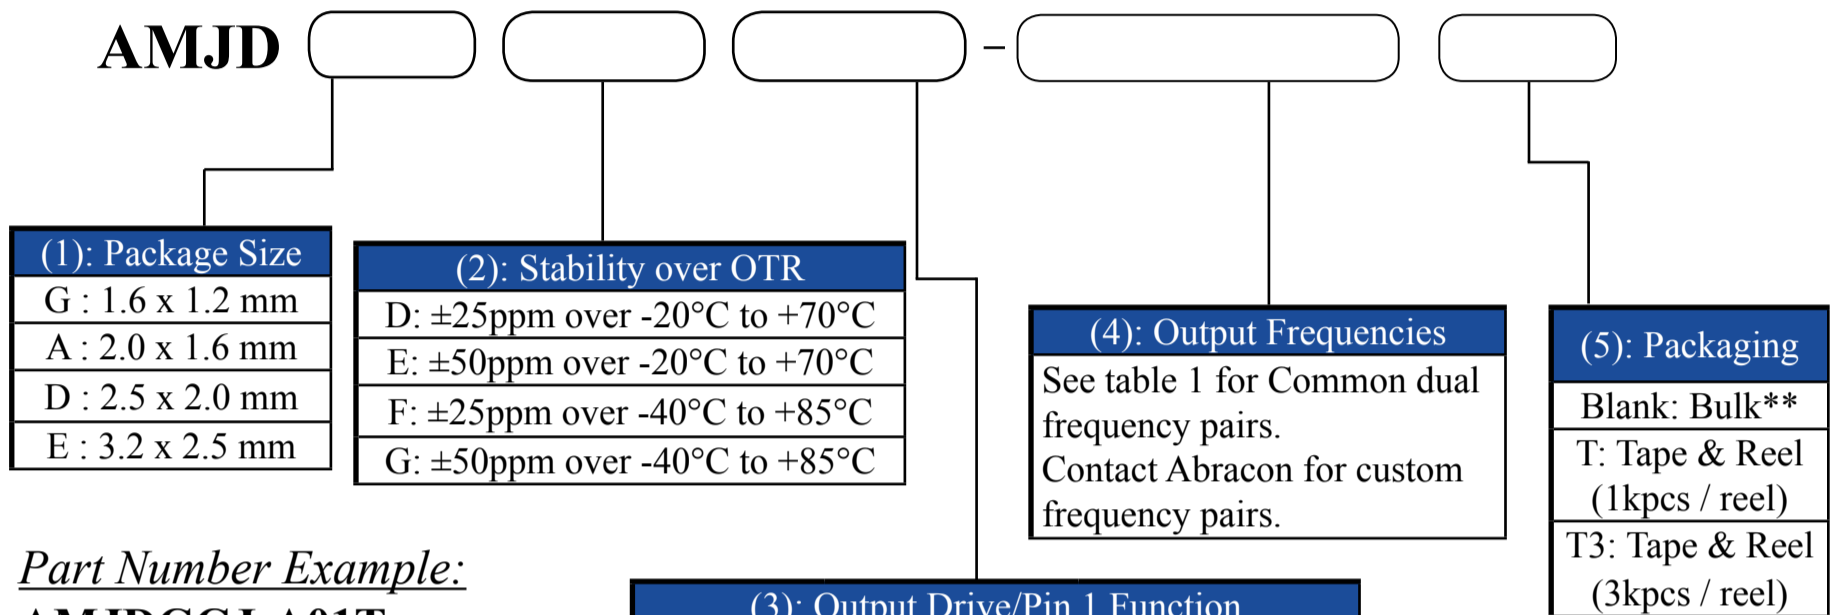 AMJD –
(1): Package Size
G : 1.6 x 1.2 mm
A : 2.0 x 1.6 mm
D : 2.5 x 2.0 mm
E : 3.2 x 2.5 mm
(2): Stability over OTR
D: ±25ppm over -20°C to +70°C
E: ±50ppm over -20°C to +70°C
F: ±25ppm over -40°C to +85°C
G: ±50ppm over -40°C to +85°C
(4): Output Frequencies
See table 1 for Common dual
frequency pairs.
Contact Abracon for custom
frequency pairs.
(5): Packaging
Blank: Bulk**
T: Tape & Reel
(1kpcs / reel)
T3: Tape & Reel
(3kpcs / reel)
Part Number Example:
(3): Output Drive/Pin 1 Function